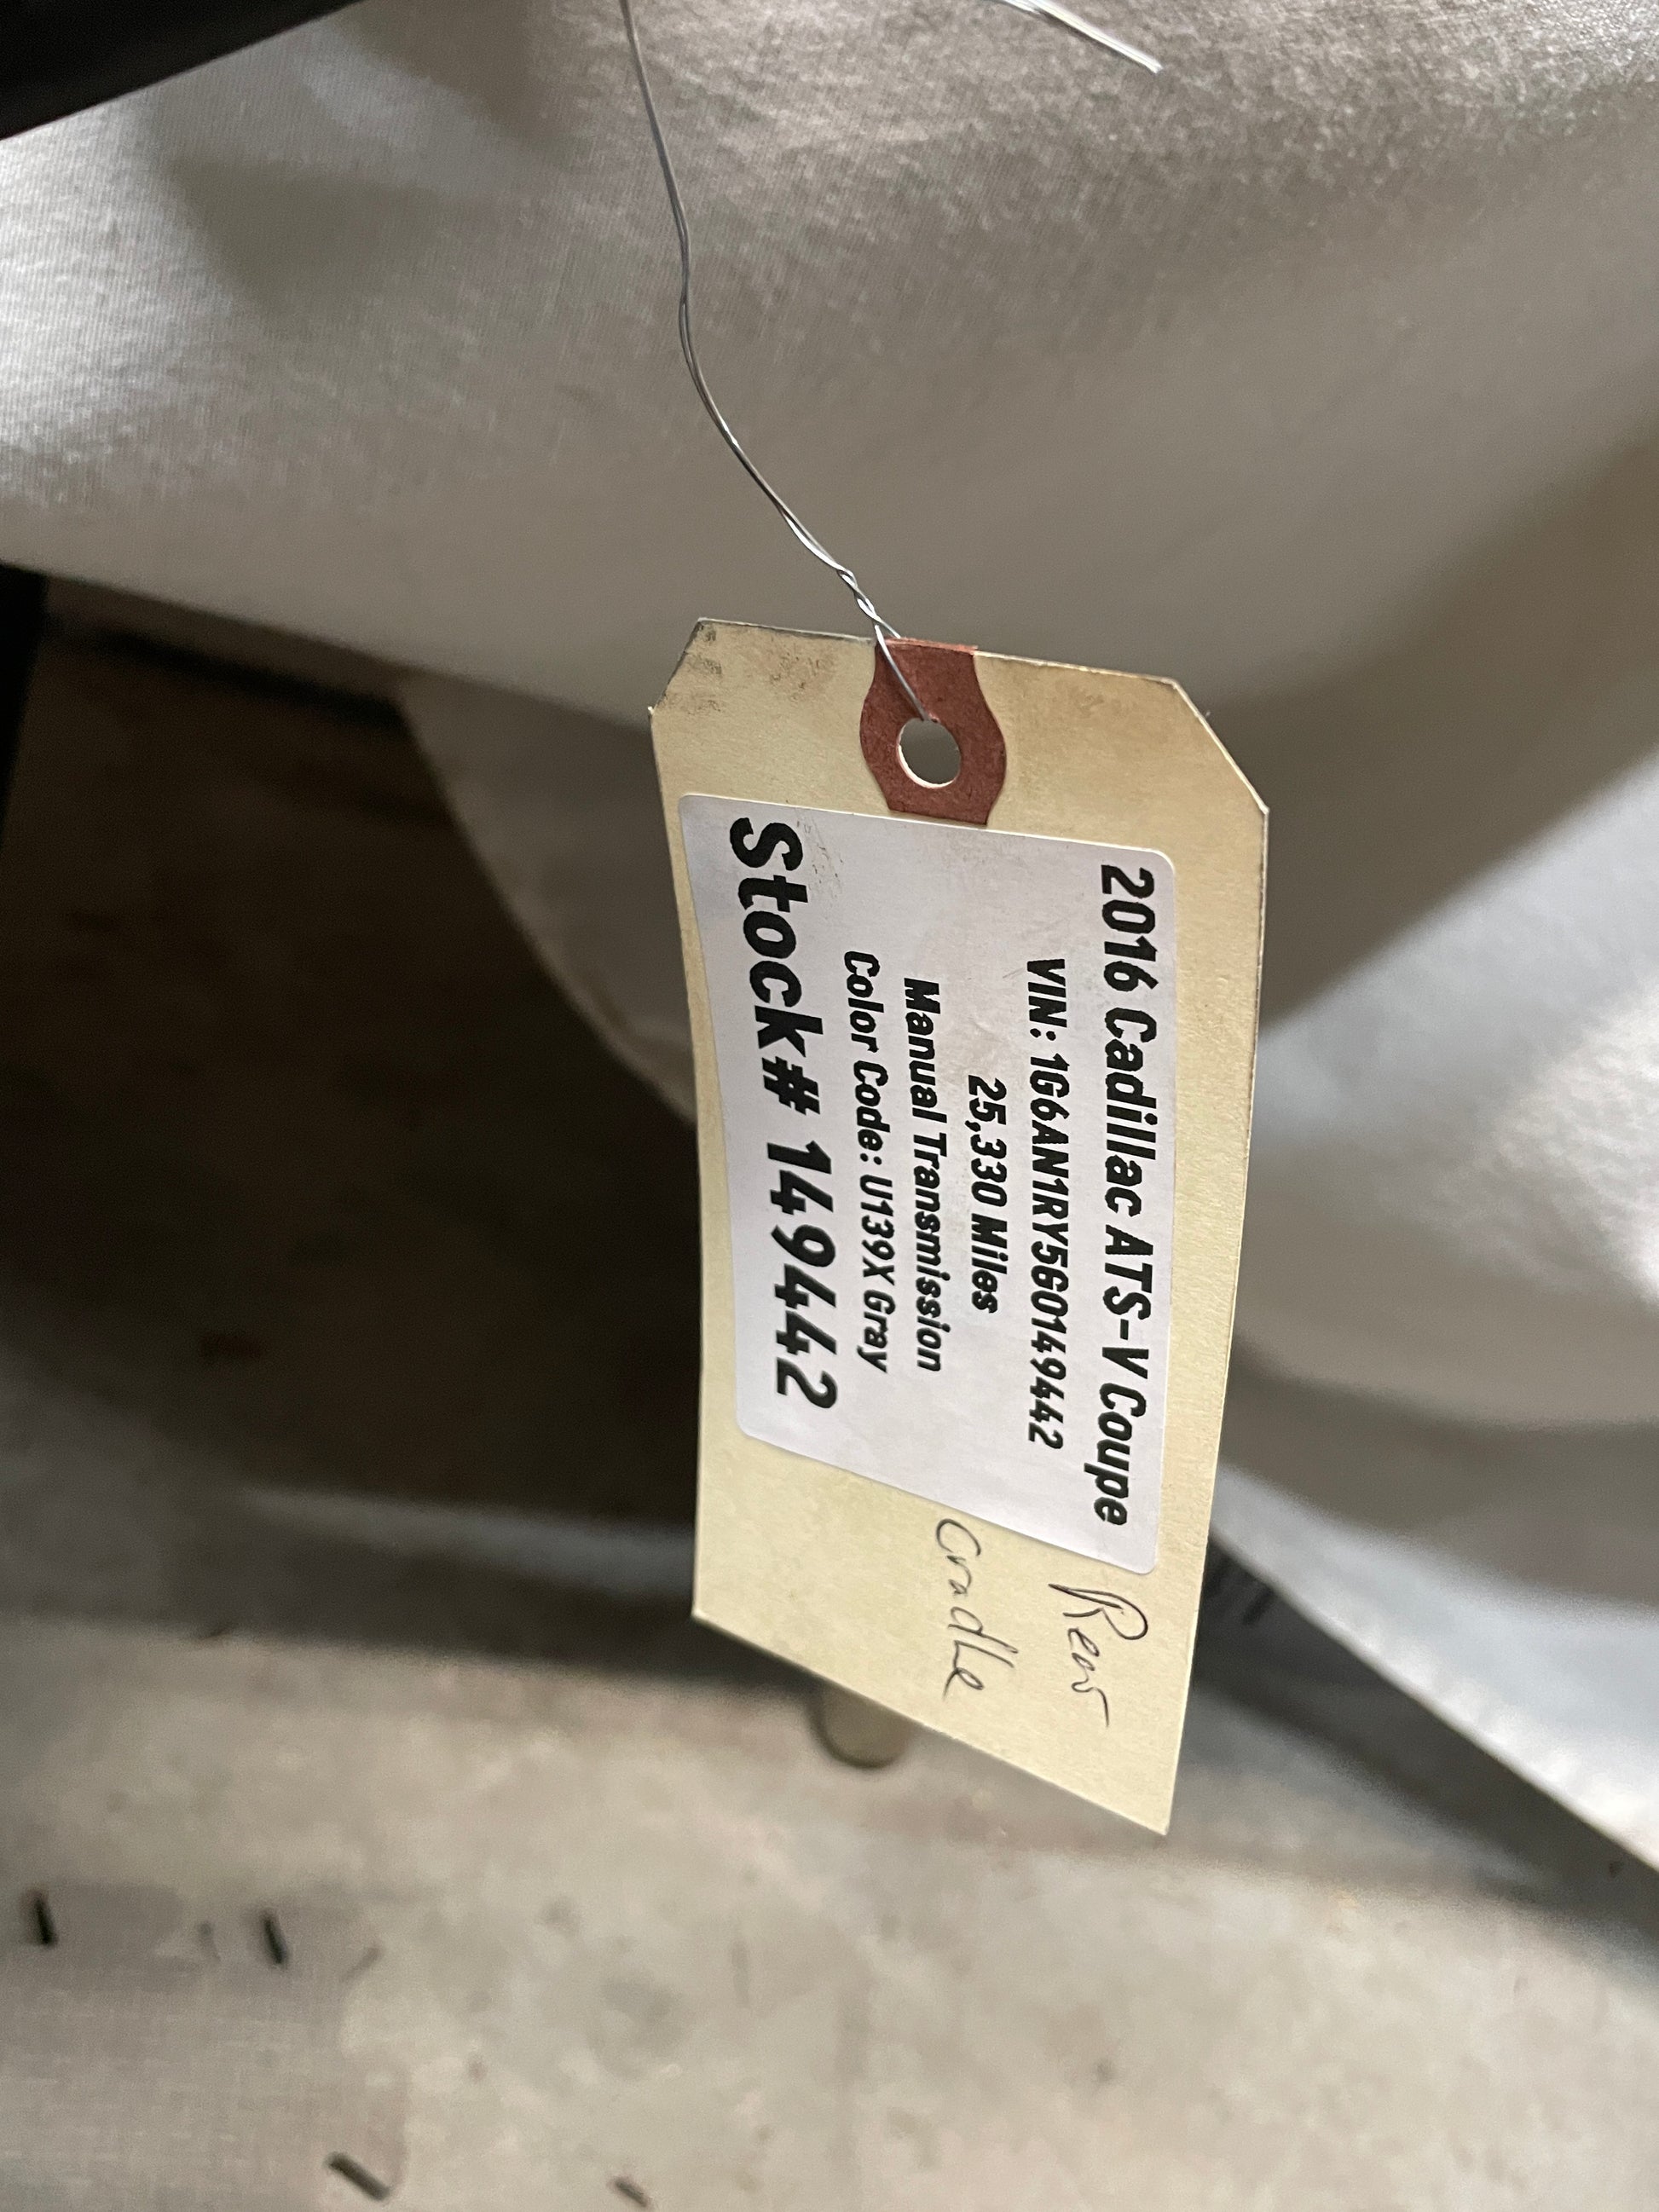 2016 Cadillac ATS-V Coupe
VIN: 1G6AN1RY5G0149442
25,330 Miles
Manual Transmission
Color Code: U139X Gray
Stock# 149442
Rear
cradle